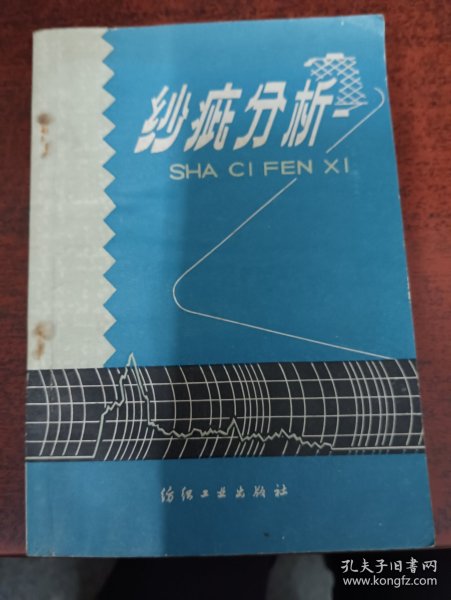 纱疵分析
SHA CI FEN XI
纺织工业出版社
孔夫子旧书网
www.kongfz.com